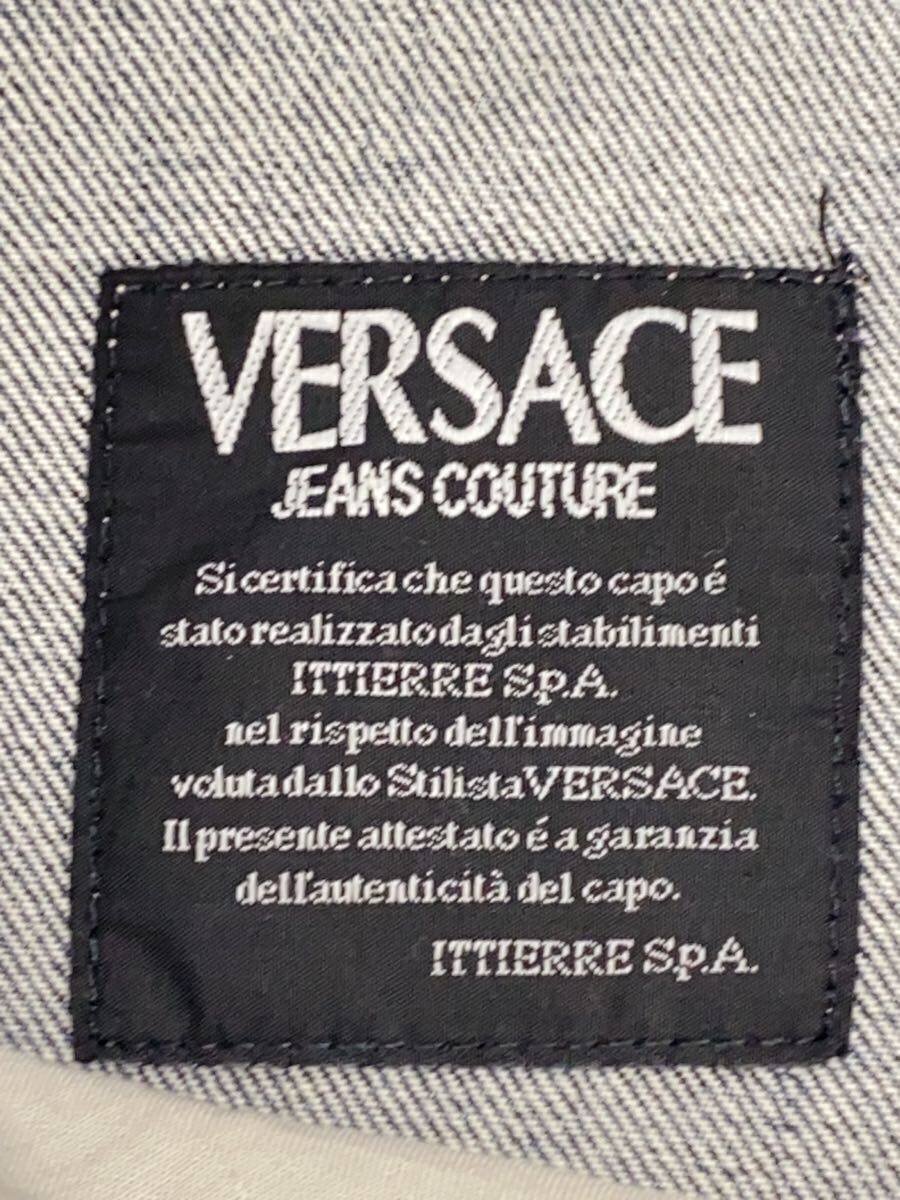 VERSACE
JEANS COUTURE
Si certifica che questo capo é
stato realizzato dagli stabilimenti
ITTIERRE S.p.A.
nel rispetto dell'immagine
voluta dallo Stilista VERSACE.
Il presente attestato é a garanzia
dell'autenticità del capo.
ITTIERRE S.p.A.